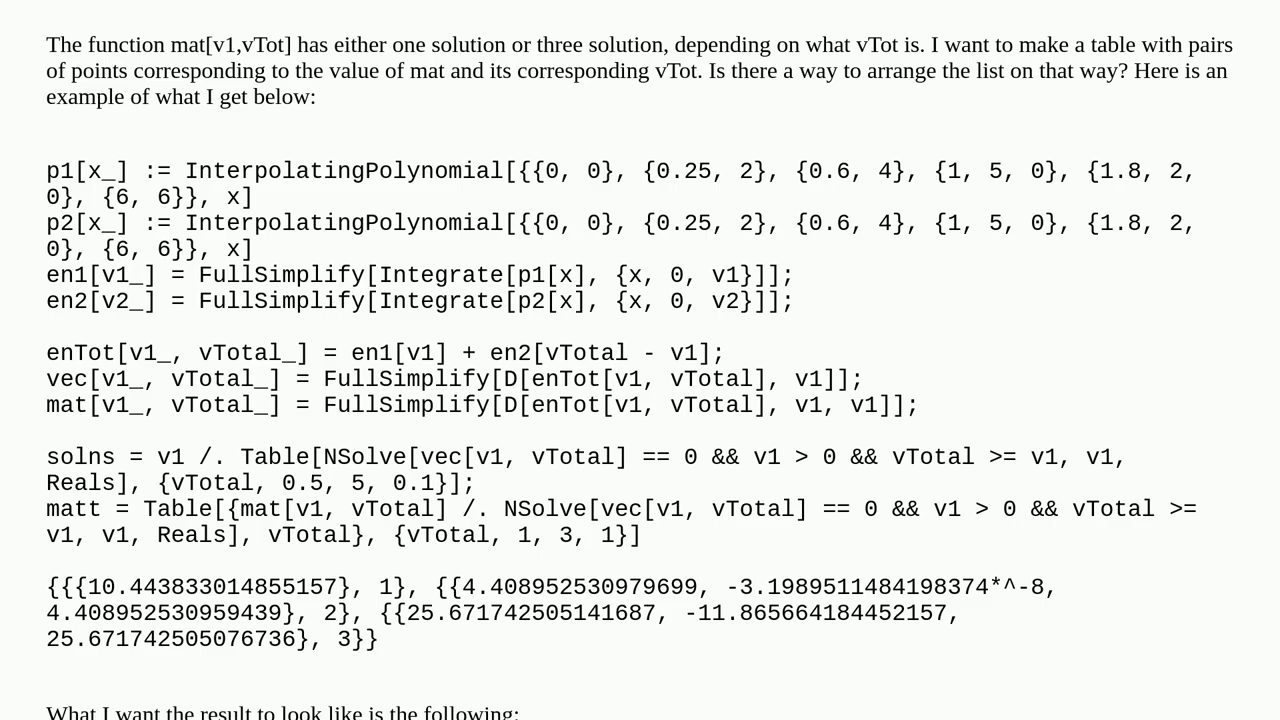 The function mat[v1,vTot] has either one solution or three solution, depending on what vTot is. I want to make a table with pairs
of points corresponding to the value of mat and its corresponding vTot. Is there a way to arrange the list on that way? Here is an
example of what I get below:
p1[x_] := InterpolatingPolynomial[{{0, 0}, {0.25, 2}, {0.6, 4}, {1, 5, 0}, {1.8, 2,
0}, {6, 6}}, x]
p2[x_] := InterpolatingPolynomial[{{0, 0}, {0.25, 2}, {0.6, 4}, {1, 5, 0}, {1.8, 2,
0}, {6, 6}}, x]
en1[v1_] = FullSimplify[Integrate[p1[x], {x, 0, v1}]];
en2[v2_] = FullSimplify[Integrate[p2[x], {x, 0, v2}]];
enTot[v1_, vTotal_] = en1[v1] + en2[vTotal - v1];
vec[v1_, vTotal_] = FullSimplify[D[enTot[v1, vTotal], v1]];
mat[v1_, vTotal_] = FullSimplify[D[enTot[v1, vTotal], v1, v1]];
solns = v1 /. Table[NSolve[vec[v1, vTotal] == 0 && v1 > 0 && vTotal >= v1, v1,
Reals], {vTotal, 0.5, 5, 0.1}];
matt = Table[{mat[v1, vTotal] /. NSolve[vec[v1, vTotal] == 0 && v1 > 0 && vTotal >=
v1, v1, Reals], vTotal}, {vTotal, 1, 3, 1}]
{{{10.443833014855157}, 1}, {{4.408952530979699, -3.1989511484198374*^-8,
4.408952530959439}, 2}, {{25.671742505141687, -11.865664184452157,
25.671742505076736}, 3}}
What I want the result to look like is the following: